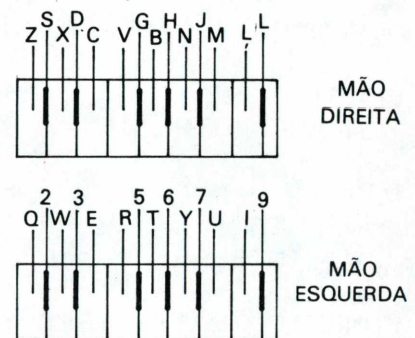 S D G H J L
Z X C V B N M L,
MÃO
DIREITA
2 3 5 6 7 9
Q W E R T Y U I
MÃO
ESQUERDA